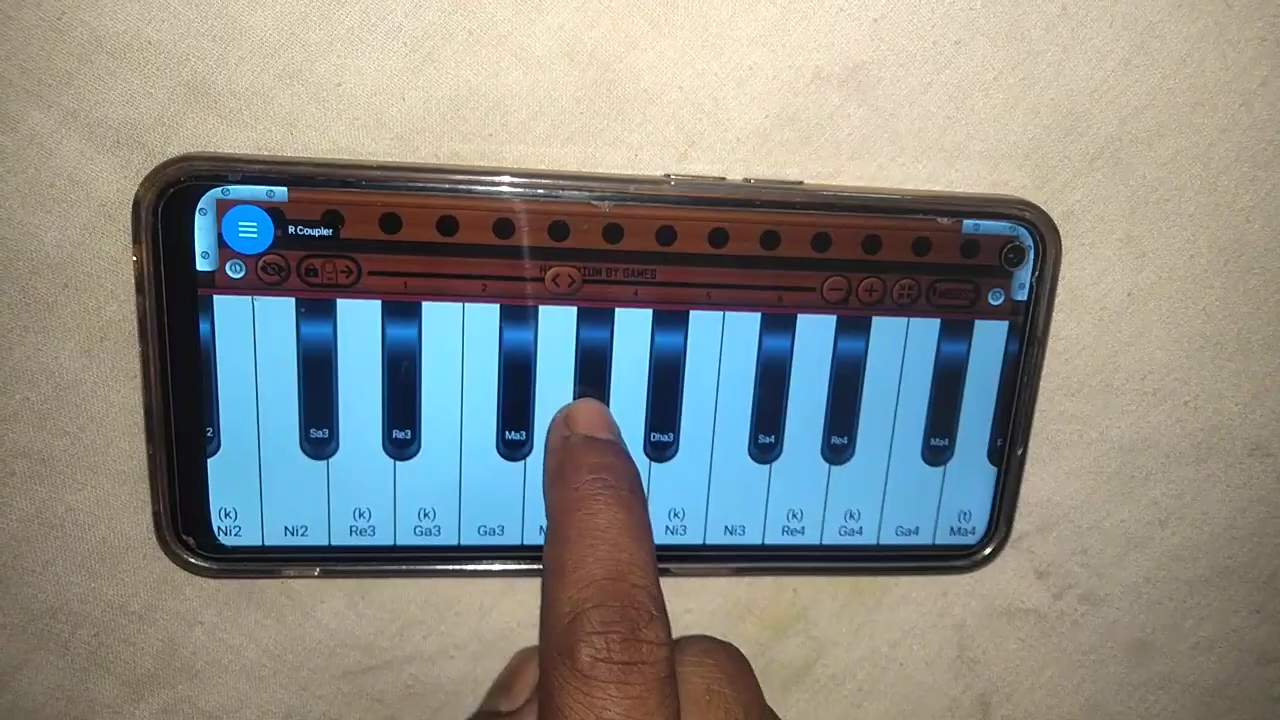 R Coupler
1
2
4
5
6
2
Sa3
Re3
Ma3
Dha3
Sa4
Re4
Ma4
(k)
Ni2
Ni2
(k)
Re3
(k)
Ga3
Ga3
(k)
Ni3
Ni3
(k)
Re4
(k)
Ga4
Ga4
(t)
Ma4